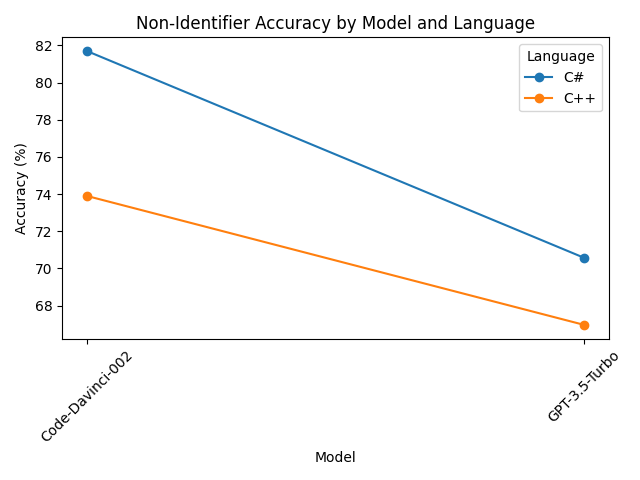 Non-Identifier Accuracy by Model and Language
Language
C#
C++
82
80
78
76
74
72
70
68
Accuracy (%)
Code-Davinci-002
GPT-3.5-Turbo
Model